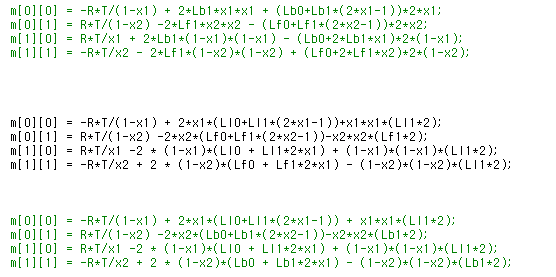 m[0][0] = -R*T/(1-x1) + 2*Lb1*x1*x1 + (Lb0+Lb1*(2*x1-1))*2*x1;
m[0][1] = R*T/(1-x2) -2*Lf1*x2*x2 - (Lf0+Lf1*(2*x2-1))*2*x2;
m[1][0] = R*T/x1 + 2*Lb1*(1-x1)*(1-x1) - (Lb0+2*Lb1*x1)*2*(1-x1);
m[1][1] = -R*T/x2 - 2*Lf1*(1-x2)*(1-x2) + (Lf0+2*Lf1*x2)*2*(1-x2);
m[0][0] = -R*T/(1-x1) + 2*x1*(Ll0+Ll1*(2*x1-1))+x1*x1*(Ll1*2);
m[0][1] = R*T/(1-x2) -2*x2*(Lf0+Lf1*(2*x2-1))-x2*x2*(Lf1*2);
m[1][0] = R*T/x1 -2 * (1-x1)*(Ll0 + Ll1*2*x1) + (1-x1)*(1-x1)*(Ll1*2);
m[1][1] = -R*T/x2 + 2 * (1-x2)*(Lf0 + Lf1*2*x1) - (1-x2)*(1-x2)*(Ll1*2);
m[0][0] = -R*T/(1-x1) + 2*x1*(Ll0+Ll1*(2*x1-1)) + x1*x1*(Ll1*2);
m[0][1] = R*T/(1-x2) -2*x2*(Lb0+Lb1*(2*x2-1))-x2*x2*(Lb1*2);
m[1][0] = R*T/x1 -2 * (1-x1)*(Ll0 + Ll1*2*x1) + (1-x1)*(1-x1)*(Ll1*2);
m[1][1] = -R*T/x2 + 2 * (1-x2)*(Lb0 + Lb1*2*x1) - (1-x2)*(1-x2)*(Lb1*2);